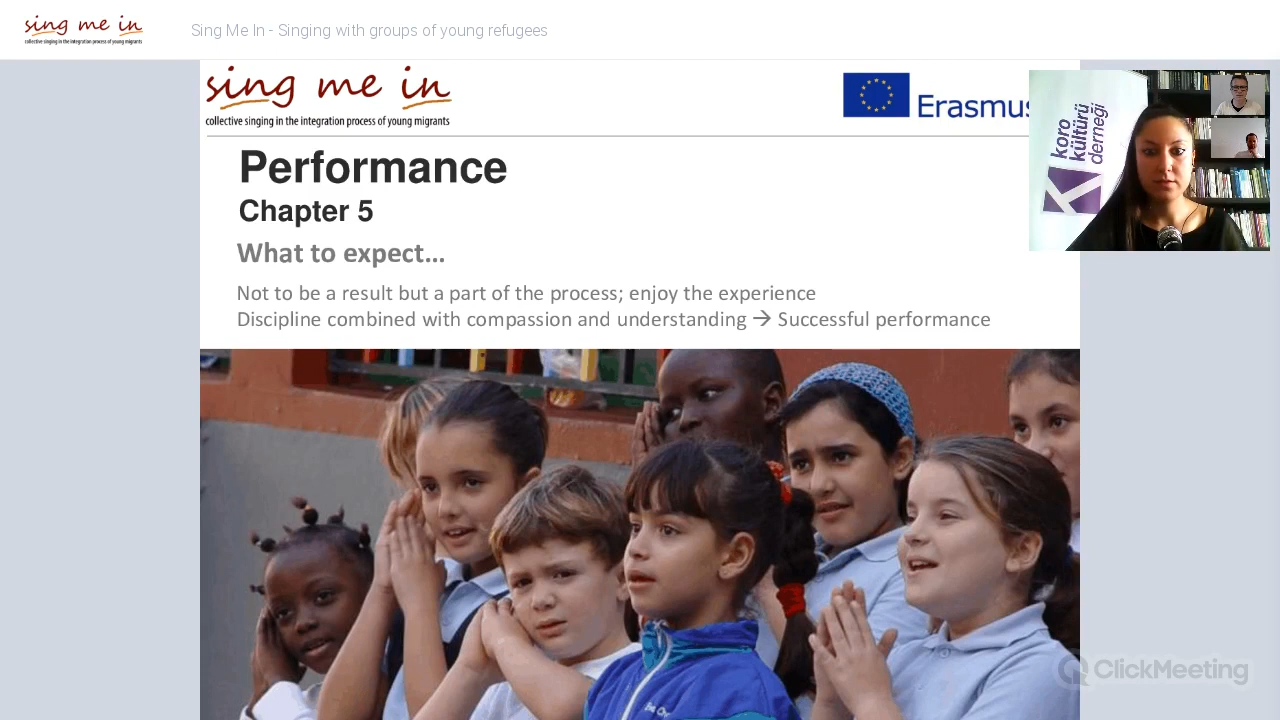 sing me in
collective singing in the integration process of young migrants
Sing Me In - Singing with groups of young refugees
sing me in
collective singing in the integration process of young migrants
Erasmus
koro
kültürü
derneği
Performance
Chapter 5
What to expect...
Not to be a result but a part of the process; enjoy the experience
Discipline combined with compassion and understanding → Successful performance
ClickMeeting